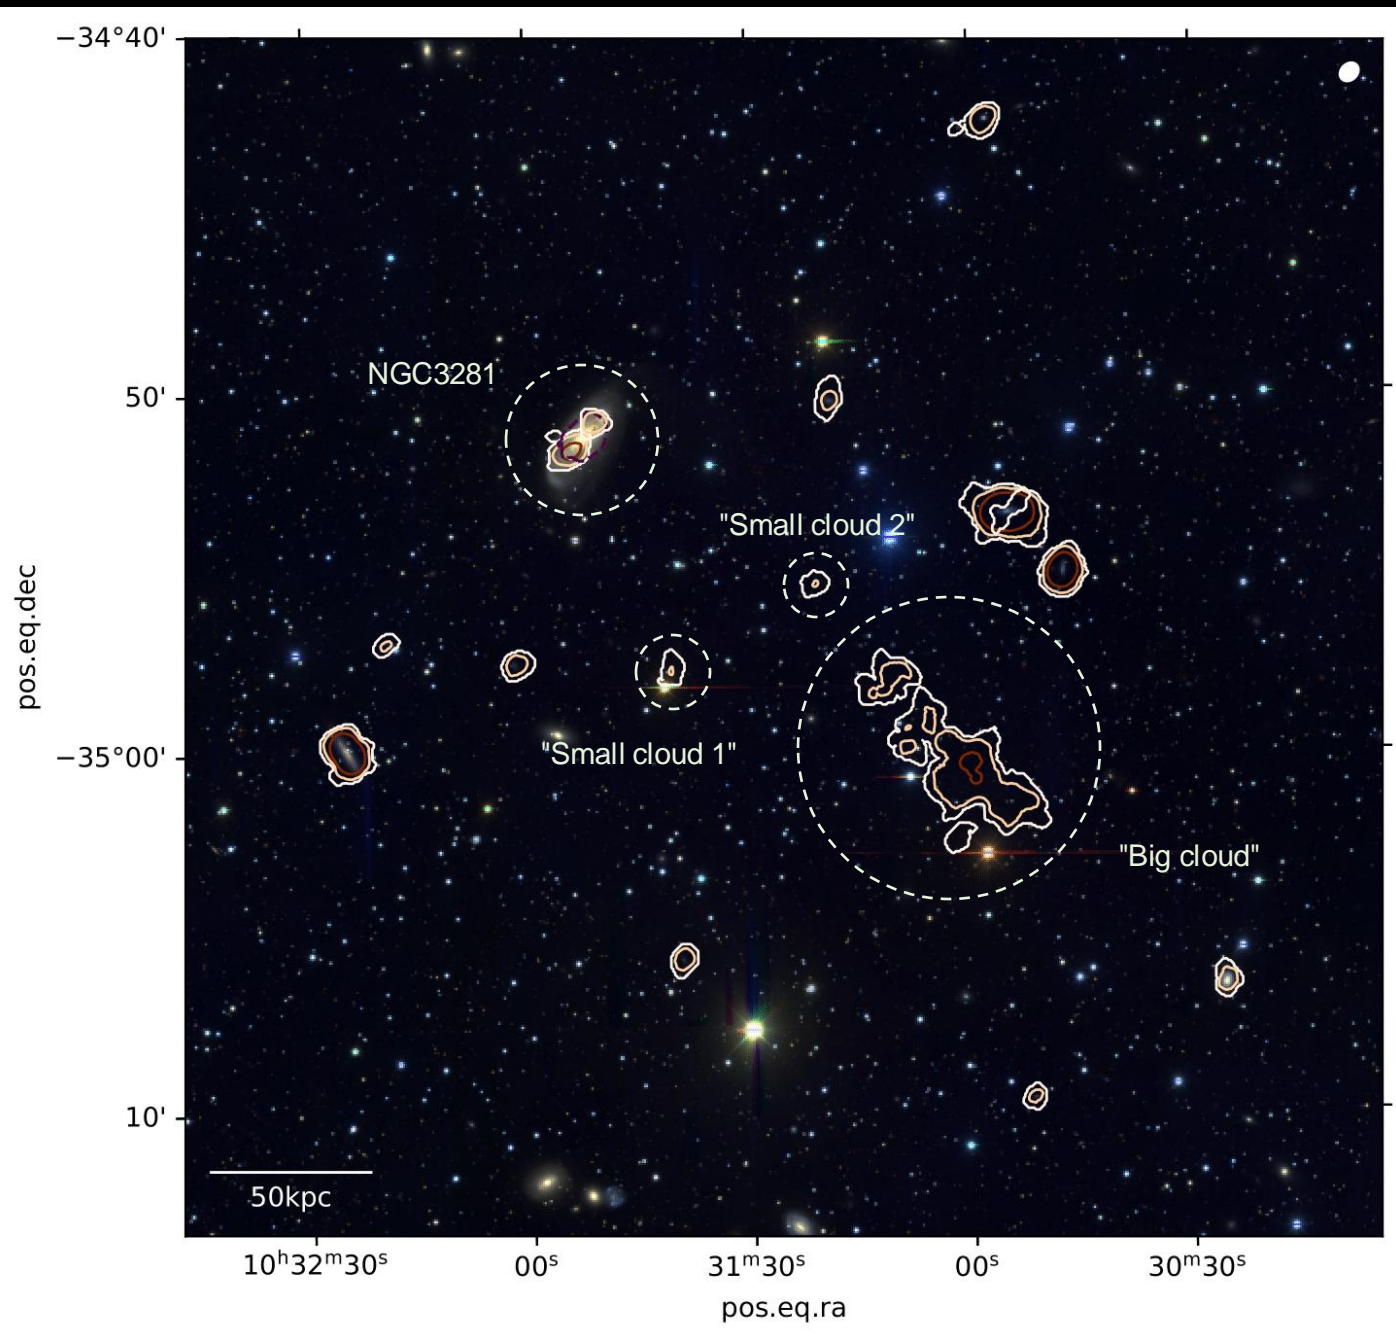 −34°40'
NGC3281
50'
"Small cloud 2"
pos.eq.dec
−35°00'
"Small cloud 1"
"Big cloud"
10'
50kpc
10ʰ32ᵐ30ˢ
00ˢ
31ᵐ30ˢ
00ˢ
30ᵐ30ˢ
pos.eq.ra